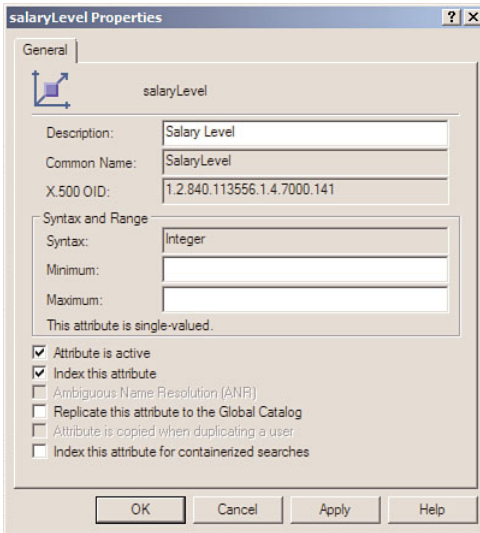 salaryLevel Properties
General
salaryLevel
Description: Salary Level
Common Name: SalaryLevel
X.500 OID: 1.2.840.113556.1.4.7000.141
Syntax and Range
Syntax: Integer
Minimum:
Maximum:
This attribute is single-valued.
Attribute is active
Index this attribute
Ambiguous Name Resolution (ANR)
Replicate this attribute to the Global Catalog
Attribute is copied when duplicating a user
Index this attribute for containerized searches
OK Cancel Apply Help